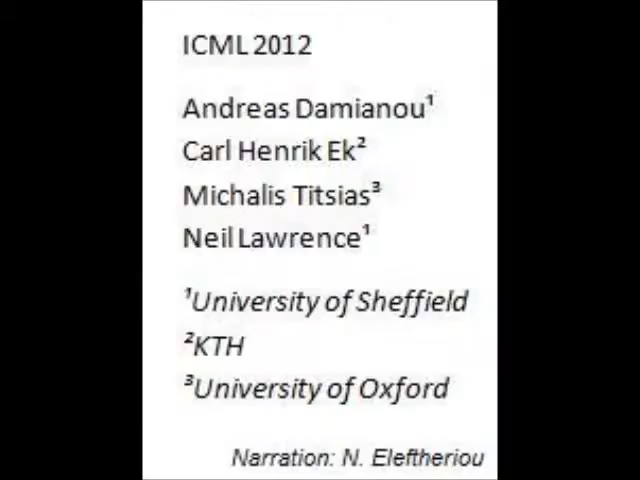 ICML 2012
Andreas Damianou¹
Carl Henrik Ek²
Michalis Titsias³
Neil Lawrence¹
¹University of Sheffield
²KTH
³University of Oxford
Narration: N. Eleftheriou